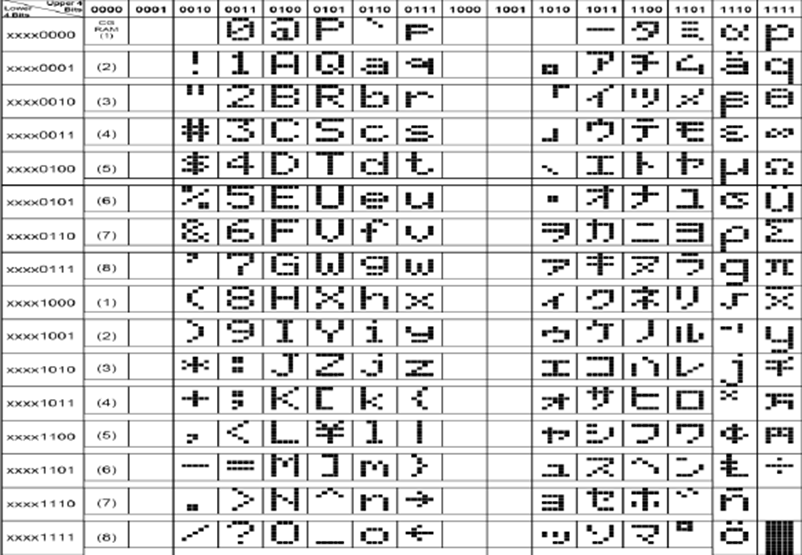 Lower 4 Bits Upper 4 Bits 0000 0001 0010 0011 0100 0101 0110 0111 1000 1001 1010 1011 1100 1101 1110 1111
xxxx0000 CG RAM (1) 0 @ P ` p ー タ ミ α p
xxxx0001 (2) ! 1 A Q a q 。 ア チ ム ä q
xxxx0010 (3) " 2 B R b r 「 イ ツ メ β θ
xxxx0011 (4) # 3 C S c s 」 ウ テ モ ε ∞
xxxx0100 (5) $ 4 D T d t 、 エ ト ヤ μ Ω
xxxx0101 (6) % 5 E U e u ・ オ ナ ユ σ ü
xxxx0110 (7) & 6 F V f v ヲ カ ニ ヨ ρ Σ
xxxx0111 (8) ' 7 G W g w ァ キ ヌ ラ g π
xxxx1000 (1) ( 8 H X h x ィ ク ネ リ √ x̄
xxxx1001 (2) ) 9 I Y i y ゥ ケ ノ ル ⁻¹ y
xxxx1010 (3) * : J Z j z ェ コ ハ レ j 千
xxxx1011 (4) + ; K [ k { ォ サ ヒ ロ ˣ 万
xxxx1100 (5) , < L ¥ l | ャ シ フ ワ ¢ 円
xxxx1101 (6) - = M ] m } ュ ス ヘ ン £ ÷
xxxx1110 (7) . > N ^ n → ョ セ ホ ゛ ñ
xxxx1111 (8) / ? O _ o ← ッ ソ マ ゜ ö █